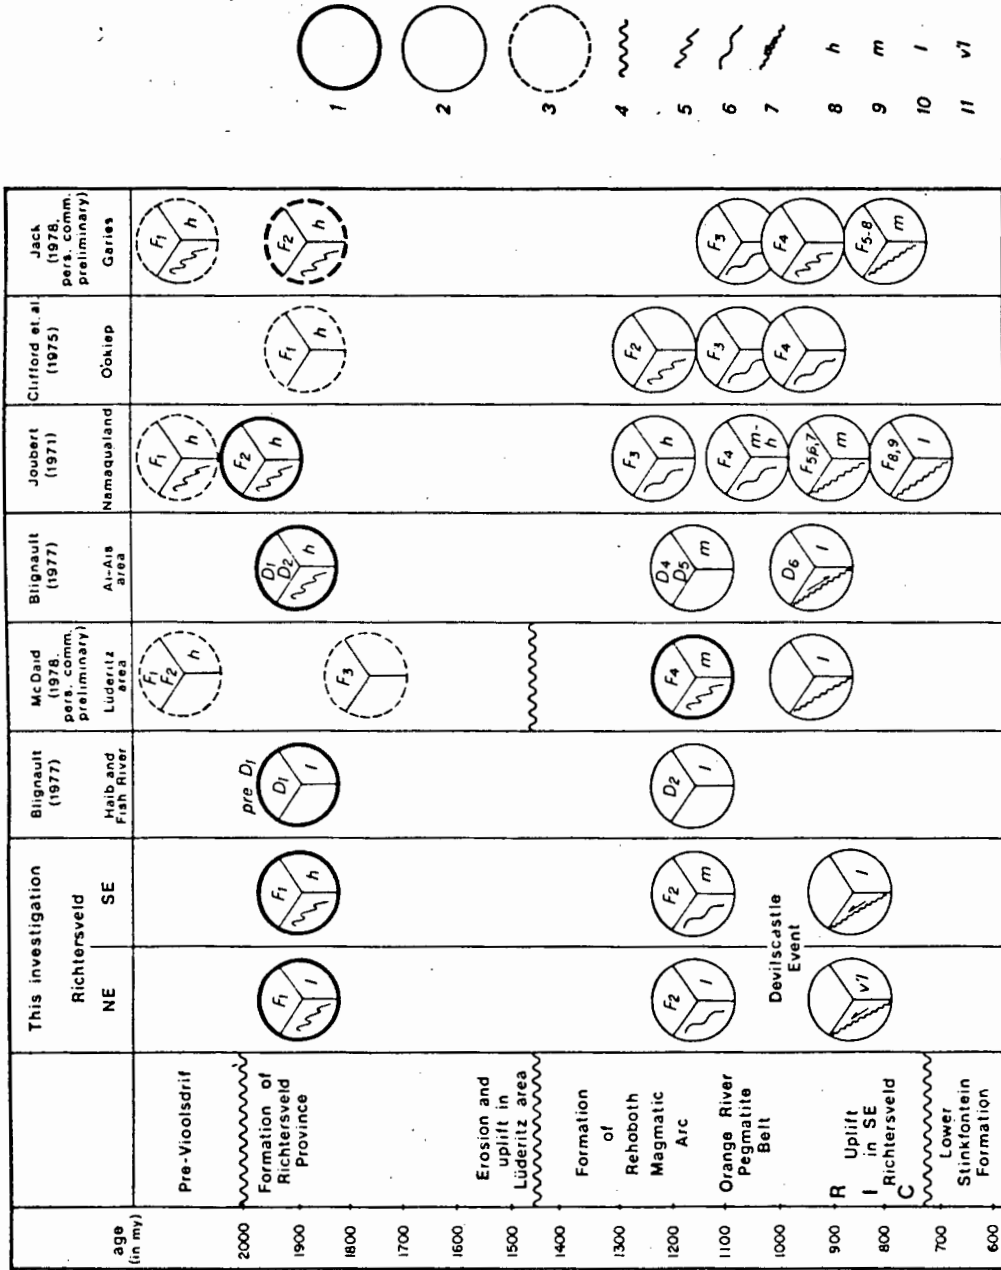 age
(in my)
2000
1900
1800
1600
1500
1400
1300
1200
1100
1000
900
800
700
600
Pre-Vioolsdrif
Formation of
Richtersveld
Province
Erosion and
uplift in
Lüderitz area
Formation
of
Rehoboth
Magmatic
Arc
Orange River
Pegmatite
Belt
R
I
C
Uplift
in SE
Richtersveld
Lower
Stinkfontein
Formation
This investigation
Richtersveld
NE
SE
F1
l
F2
l
Devilscastle
Event
v'l
F1
h
F2
m
l
Blignault
(1977)
Haib and
Fish River
pre D1
D1
l
D2
l
Mc Daid
(1978.
pers. comm.
preliminary)
Lüderitz
area
F1
F2
h
F3
F4
m
l
Blignault
(1977)
Ai-Ais
area
D1
D2
h
D4
D5
m
D6
l
Joubert
(1971)
Namaqualand
F1
h
F2
h
F3
h
F4
m-
h
F5,6,7
m
F8,9
l
Clifford et. al.
(1975)
O'okiep
F1
h
F2
F3
F4
Jack
(1978.
pers. comm.
preliminary)
Garies
F1
h
F2
h
F3
F4
F5-8
m
1
2
3
4
5
6
7
8 h
9 m
10 l
11 v'l